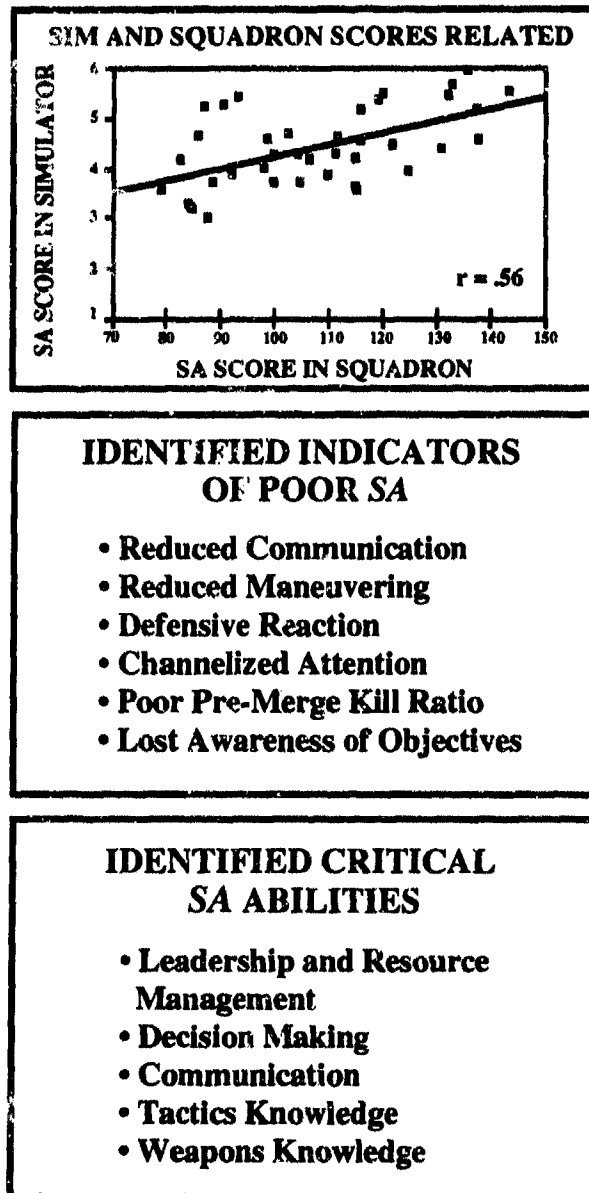 SIM AND SQUADRON SCORES RELATED
SA SCORE IN SIMULATOR
6
5
4
3
2
1
r = .56
70 80 90 100 110 120 130 140 150
SA SCORE IN SQUADRON
IDENTIFIED INDICATORS
OF POOR SA
• Reduced Communication
• Reduced Maneuvering
• Defensive Reaction
• Channelized Attention
• Poor Pre-Merge Kill Ratio
• Lost Awareness of Objectives
IDENTIFIED CRITICAL
SA ABILITIES
• Leadership and Resource
Management
• Decision Making
• Communication
• Tactics Knowledge
• Weapons Knowledge